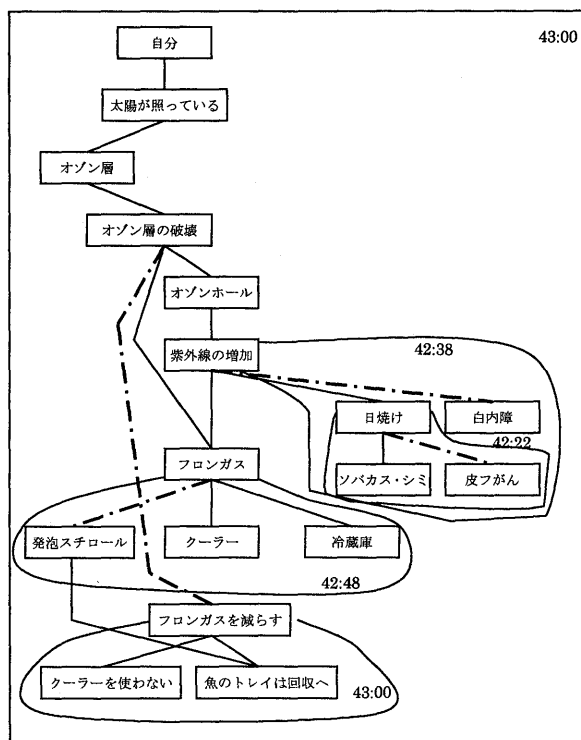 43:00
自分
太陽が照っている
オゾン層
オゾン層の破壊
オゾンホール
紫外線の増加
42:38
日焼け
白内障
42:22
フロンガス
ソバカス・シミ
皮フがん
発泡スチロール
クーラー
冷蔵庫
42:48
フロンガスを減らす
クーラーを使わない
魚のトレイは回収へ
43:00